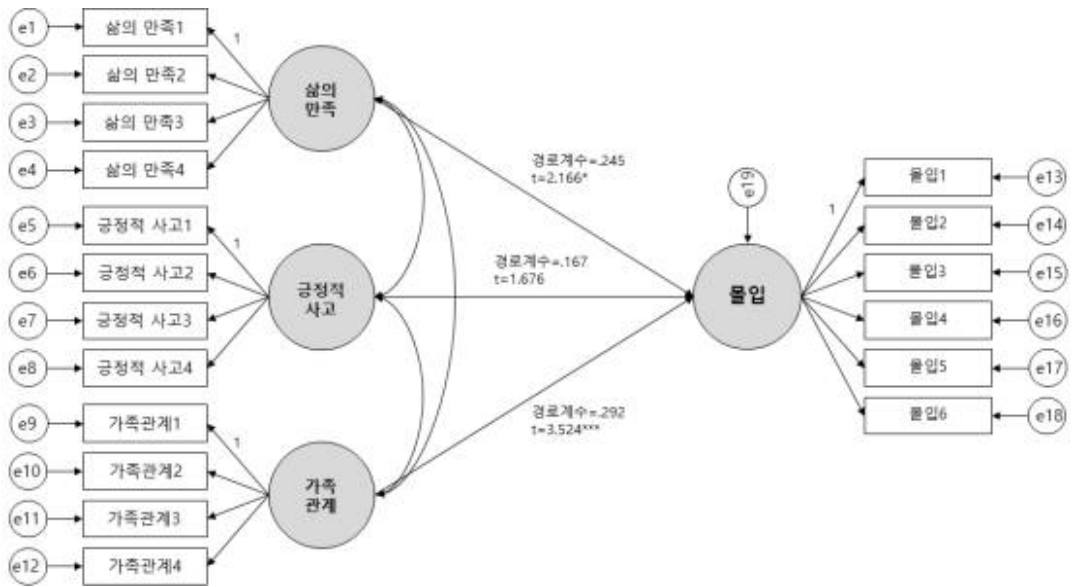 e1
삶의 만족1
e2
삶의 만족2
e3
삶의 만족3
e4
삶의 만족4
1
삶의
만족
e5
긍정적 사고1
e6
긍정적 사고2
e7
긍정적 사고3
e8
긍정적 사고4
1
긍정적
사고
e9
가족관계1
e10
가족관계2
e11
가족관계3
e12
가족관계4
1
가족
관계
경로계수=.245
t=2.166*
경로계수=.167
t=1.676
경로계수=.292
t=3.524***
e19
몰입
1
몰입1
e13
몰입2
e14
몰입3
e15
몰입4
e16
몰입5
e17
몰입6
e18